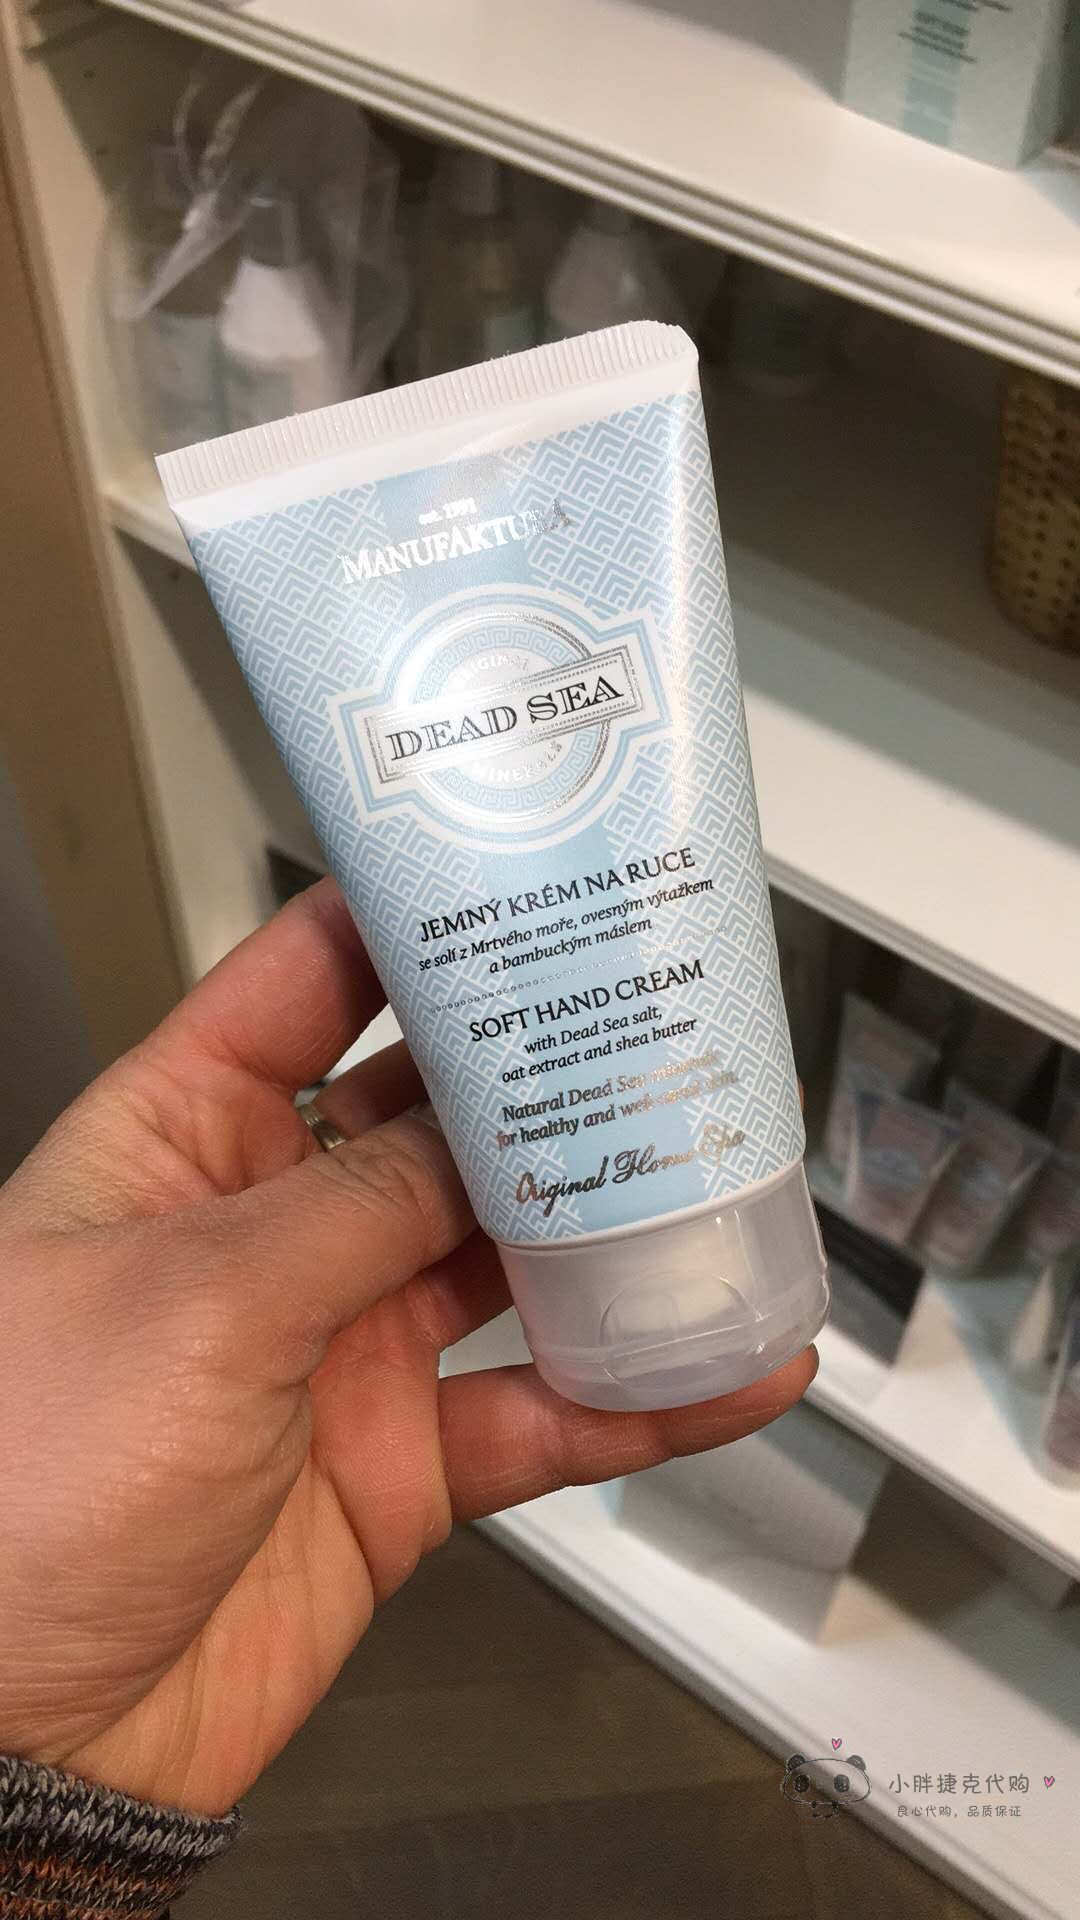 est. 1991
MANUFAKTURA
ORIGINAL
DEAD SEA
MINERALS
JEMNÝ KRÉM NA RUCE
se solí z Mrtvého moře, ovesným výtažkem
a bambuckým máslem
SOFT HAND CREAM
with Dead Sea salt,
oat extract and shea butter
Natural Dead Sea minerals
for healthy and well-cared skin
Original Home Spa
小胖捷克代购
良心代购，品质保证